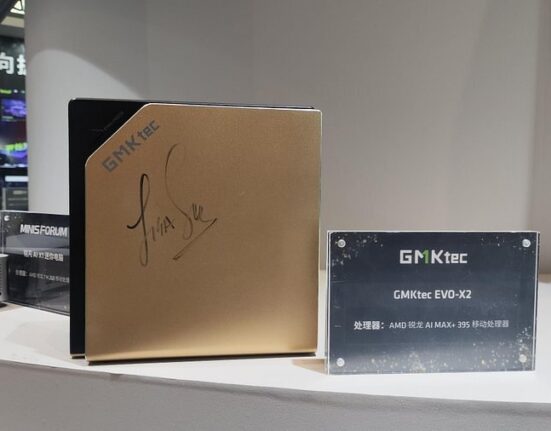 GMKtec
LISA SU
MINISFORUM
GMKtec
GMKtec EVO-X2
处理器：AMD 锐龙 AI MAX+ 395 移动处理器